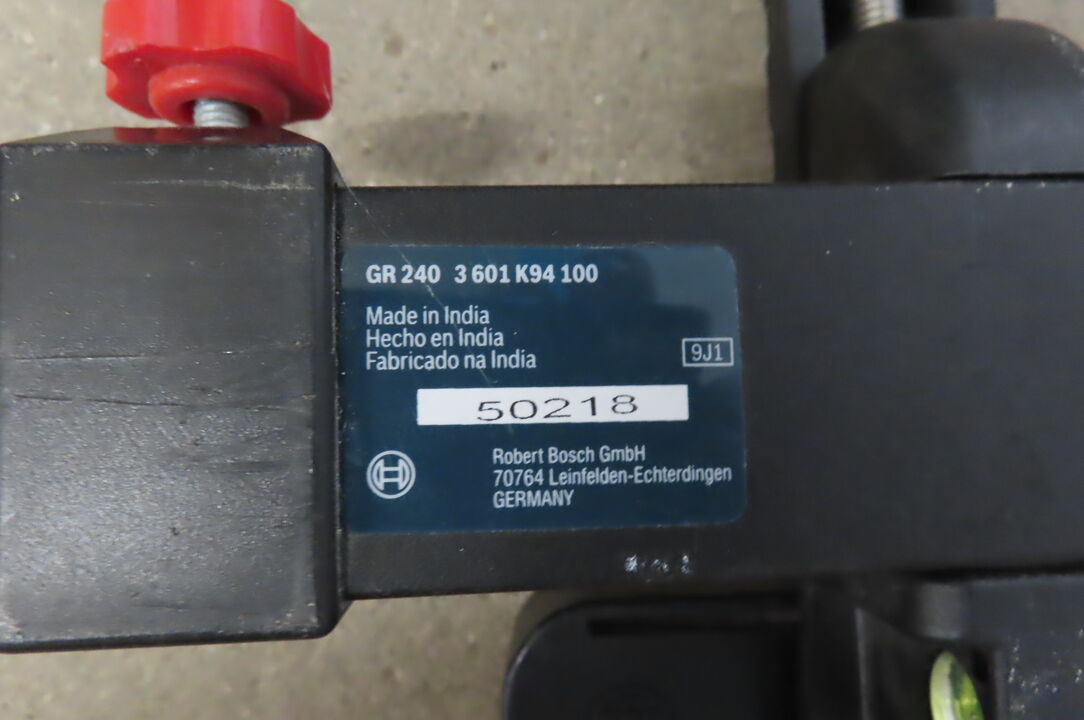 GR 240 3 601 K94 100
Made in India
Hecho en India
Fabricado na India
9J1
50218
Robert Bosch GmbH
70764 Leinfelden-Echterdingen
GERMANY